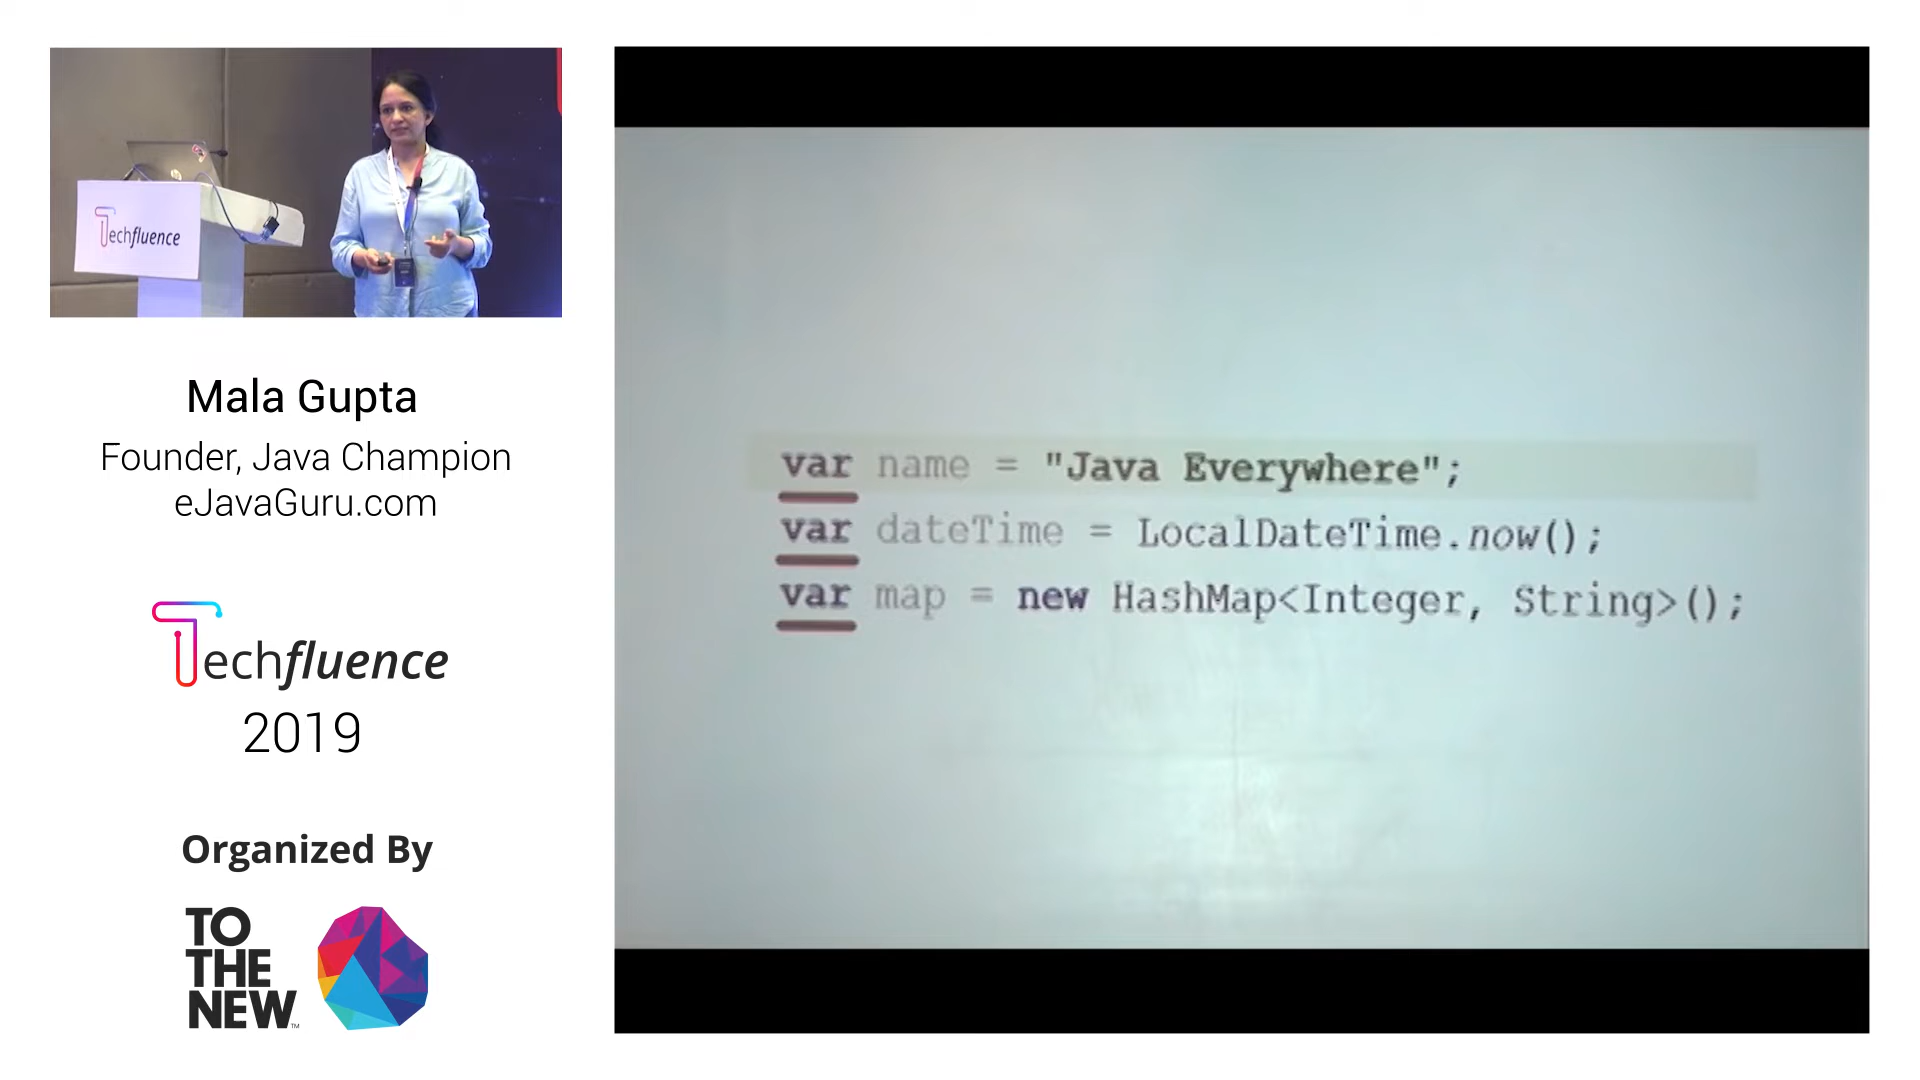 Techfluence
Mala Gupta
Founder, Java Champion
eJavaGuru.com
Techfluence
2019
Organized By
TO
THE
NEW™
var name = "Java Everywhere";
var dateTime = LocalDateTime.now();
var map = new HashMap<Integer, String>();